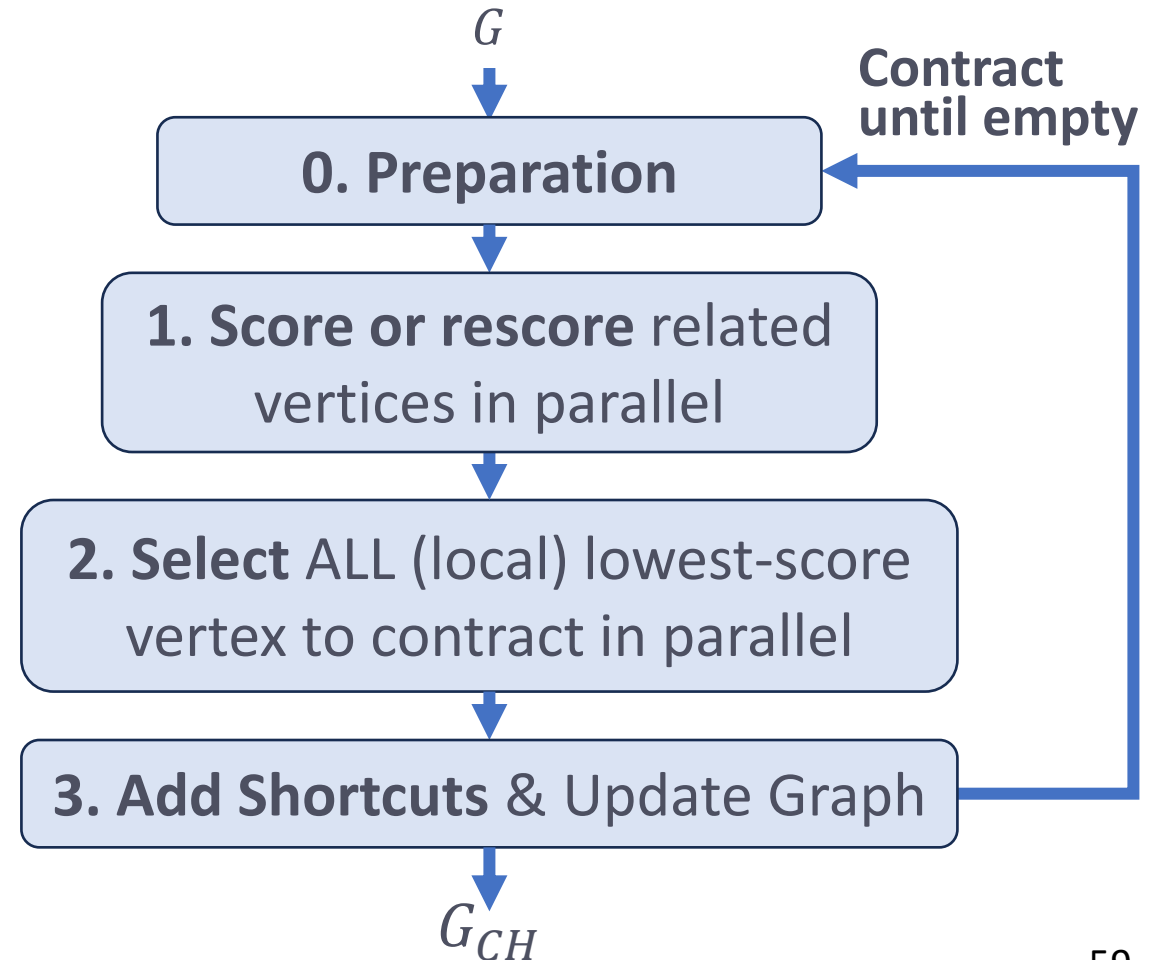 G
Contract
until empty
0. Preparation
1. Score or rescore related
vertices in parallel
2. Select ALL (local) lowest-score
vertex to contract in parallel
3. Add Shortcuts & Update Graph
G_CH